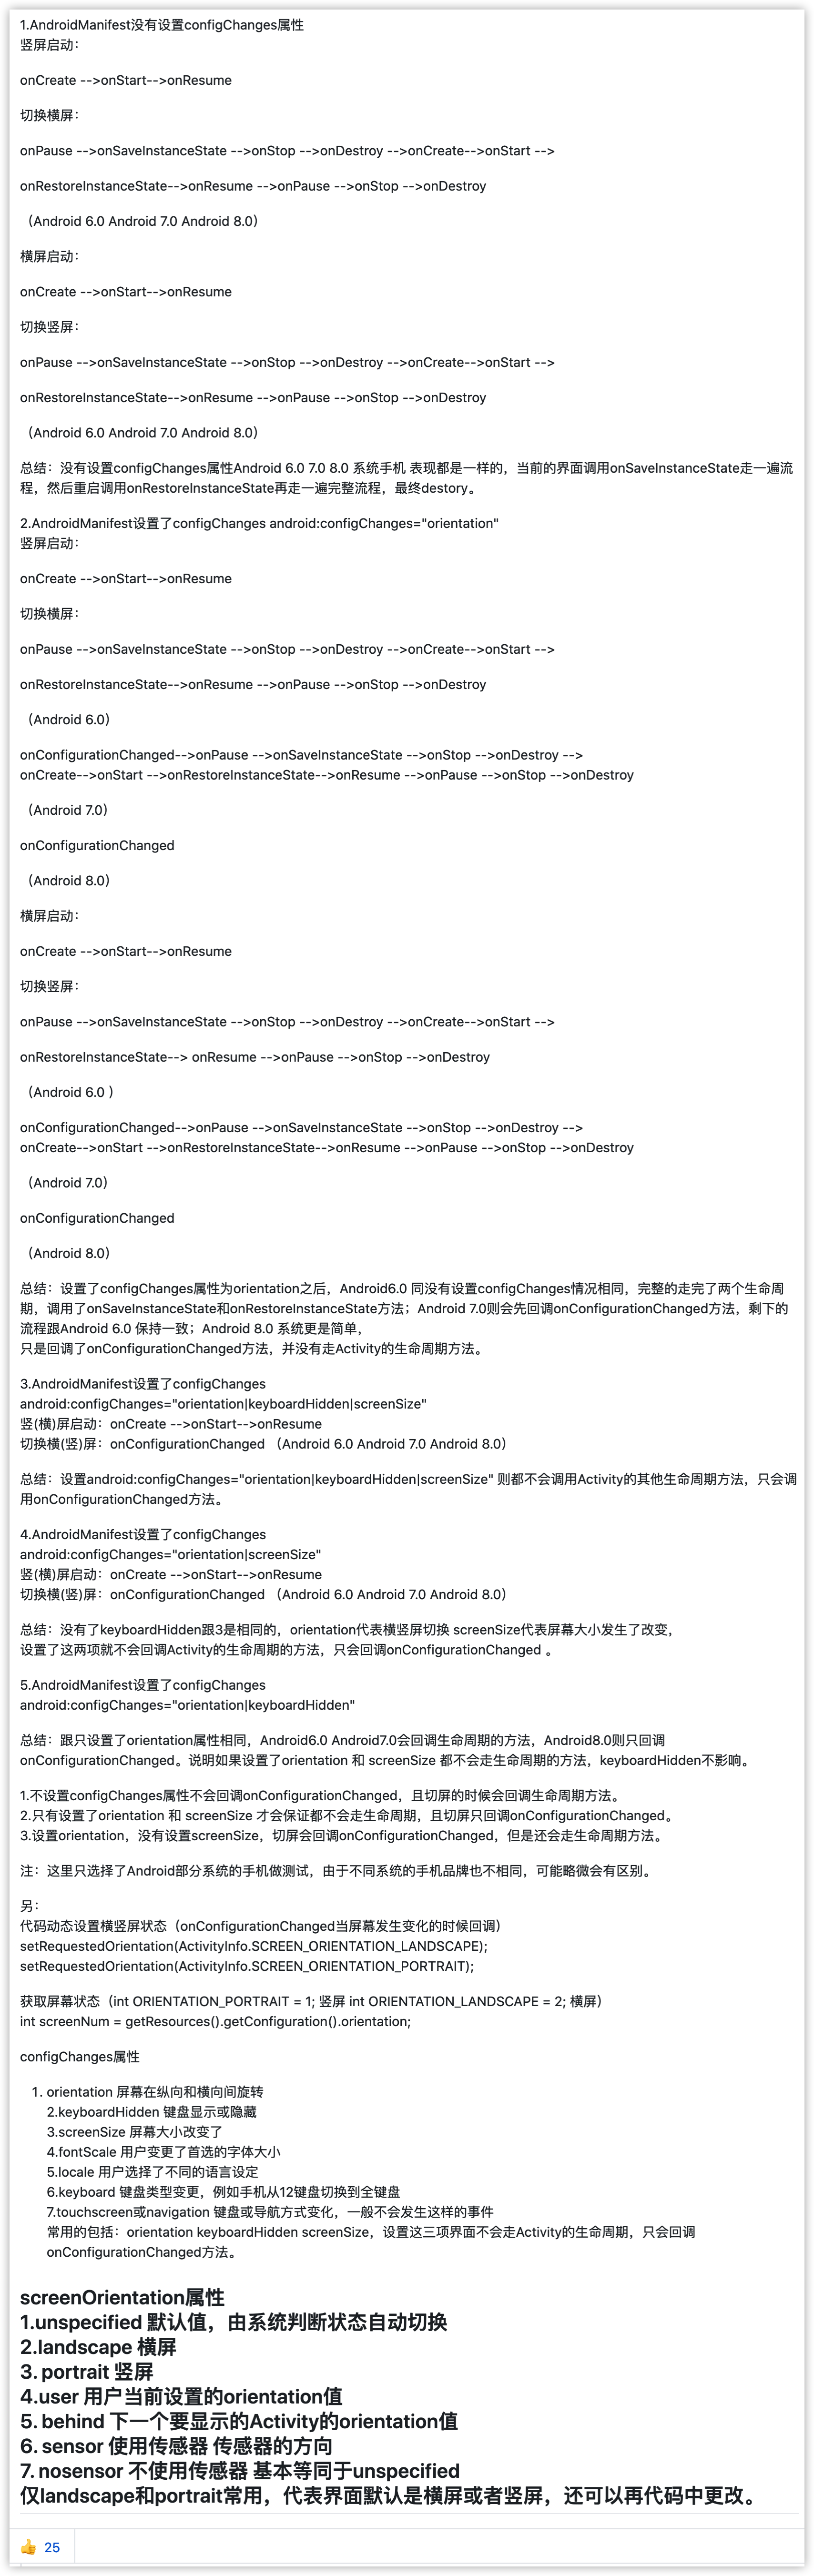 1.AndroidManifest没有设置configChanges属性
竖屏启动：
onCreate -->onStart-->onResume
切换横屏：
onPause -->onSaveInstanceState -->onStop -->onDestroy -->onCreate-->onStart -->
onRestoreInstanceState-->onResume -->onPause -->onStop -->onDestroy
（Android 6.0 Android 7.0 Android 8.0）
横屏启动：
onCreate -->onStart-->onResume
切换竖屏：
onPause -->onSaveInstanceState -->onStop -->onDestroy -->onCreate-->onStart -->
onRestoreInstanceState-->onResume -->onPause -->onStop -->onDestroy
（Android 6.0 Android 7.0 Android 8.0）
总结：没有设置configChanges属性Android 6.0 7.0 8.0 系统手机 表现都是一样的，当前的界面调用onSaveInstanceState走一遍流
程，然后重启调用onRestoreInstanceState再走一遍完整流程，最终destory。
2.AndroidManifest设置了configChanges android:configChanges="orientation"
竖屏启动：
onCreate -->onStart-->onResume
切换横屏：
onPause -->onSaveInstanceState -->onStop -->onDestroy -->onCreate-->onStart -->
onRestoreInstanceState-->onResume -->onPause -->onStop -->onDestroy
（Android 6.0）
onConfigurationChanged-->onPause -->onSaveInstanceState -->onStop -->onDestroy -->
onCreate-->onStart -->onRestoreInstanceState-->onResume -->onPause -->onStop -->onDestroy
（Android 7.0）
onConfigurationChanged
（Android 8.0）
横屏启动：
onCreate -->onStart-->onResume
切换竖屏：
onPause -->onSaveInstanceState -->onStop -->onDestroy -->onCreate-->onStart -->
onRestoreInstanceState--> onResume -->onPause -->onStop -->onDestroy
（Android 6.0 ）
onConfigurationChanged-->onPause -->onSaveInstanceState -->onStop -->onDestroy -->
onCreate-->onStart -->onRestoreInstanceState-->onResume -->onPause -->onStop -->onDestroy
（Android 7.0）
onConfigurationChanged
（Android 8.0）
总结：设置了configChanges属性为orientation之后，Android6.0 同没有设置configChanges情况相同，完整的走完了两个生命周
期，调用了onSaveInstanceState和onRestoreInstanceState方法；Android 7.0则会先回调onConfigurationChanged方法，剩下的
流程跟Android 6.0 保持一致；Android 8.0 系统更是简单，
只是回调了onConfigurationChanged方法，并没有走Activity的生命周期方法。
3.AndroidManifest设置了configChanges
android:configChanges="orientation|keyboardHidden|screenSize"
竖(横)屏启动：onCreate -->onStart-->onResume
切换横(竖)屏：onConfigurationChanged （Android 6.0 Android 7.0 Android 8.0）
总结：设置android:configChanges="orientation|keyboardHidden|screenSize" 则都不会调用Activity的其他生命周期方法，只会调
用onConfigurationChanged方法。
4.AndroidManifest设置了configChanges
android:configChanges="orientation|screenSize"
竖(横)屏启动：onCreate -->onStart-->onResume
切换横(竖)屏：onConfigurationChanged （Android 6.0 Android 7.0 Android 8.0）
总结：没有了keyboardHidden跟3是相同的，orientation代表横竖屏切换 screenSize代表屏幕大小发生了改变，
设置了这两项就不会回调Activity的生命周期的方法，只会回调onConfigurationChanged 。
5.AndroidManifest设置了configChanges
android:configChanges="orientation|keyboardHidden"
总结：跟只设置了orientation属性相同，Android6.0 Android7.0会回调生命周期的方法，Android8.0则只回调
onConfigurationChanged。说明如果设置了orientation 和 screenSize 都不会走生命周期的方法，keyboardHidden不影响。
1.不设置configChanges属性不会回调onConfigurationChanged，且切屏的时候会回调生命周期方法。
2.只有设置了orientation 和 screenSize 才会保证都不会走生命周期，且切屏只回调onConfigurationChanged。
3.设置orientation，没有设置screenSize，切屏会回调onConfigurationChanged，但是还会走生命周期方法。
注：这里只选择了Android部分系统的手机做测试，由于不同系统的手机品牌也不相同，可能略微会有区别。
另：
代码动态设置横竖屏状态（onConfigurationChanged当屏幕发生变化的时候回调）
setRequestedOrientation(ActivityInfo.SCREEN_ORIENTATION_LANDSCAPE);
setRequestedOrientation(ActivityInfo.SCREEN_ORIENTATION_PORTRAIT);
获取屏幕状态（int ORIENTATION_PORTRAIT = 1; 竖屏 int ORIENTATION_LANDSCAPE = 2; 横屏）
int screenNum = getResources().getConfiguration().orientation;
configChanges属性
1. orientation 屏幕在纵向和横向间旋转
2.keyboardHidden 键盘显示或隐藏
3.screenSize 屏幕大小改变了
4.fontScale 用户变更了首选的字体大小
5.locale 用户选择了不同的语言设定
6.keyboard 键盘类型变更，例如手机从12键盘切换到全键盘
7.touchscreen或navigation 键盘或导航方式变化，一般不会发生这样的事件
常用的包括：orientation keyboardHidden screenSize，设置这三项界面不会走Activity的生命周期，只会回调
onConfigurationChanged方法。
screenOrientation属性
1.unspecified 默认值，由系统判断状态自动切换
2.landscape 横屏
3. portrait 竖屏
4.user 用户当前设置的orientation值
5. behind 下一个要显示的Activity的orientation值
6. sensor 使用传感器 传感器的方向
7. nosensor 不使用传感器 基本等同于unspecified
仅landscape和portrait常用，代表界面默认是横屏或者竖屏，还可以再代码中更改。
👍 25